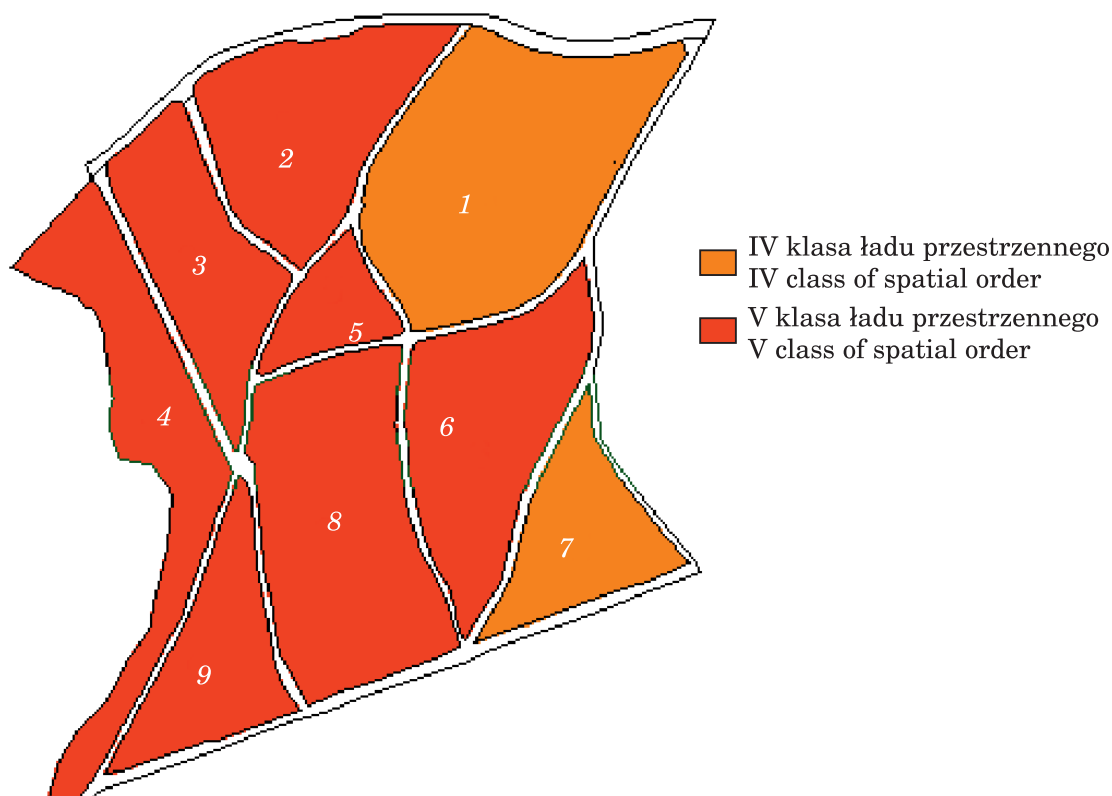 2
1
3
IV klasa ładu przestrzennego
IV class of spatial order
V klasa ładu przestrzennego
V class of spatial order
5
4
6
8
7
9